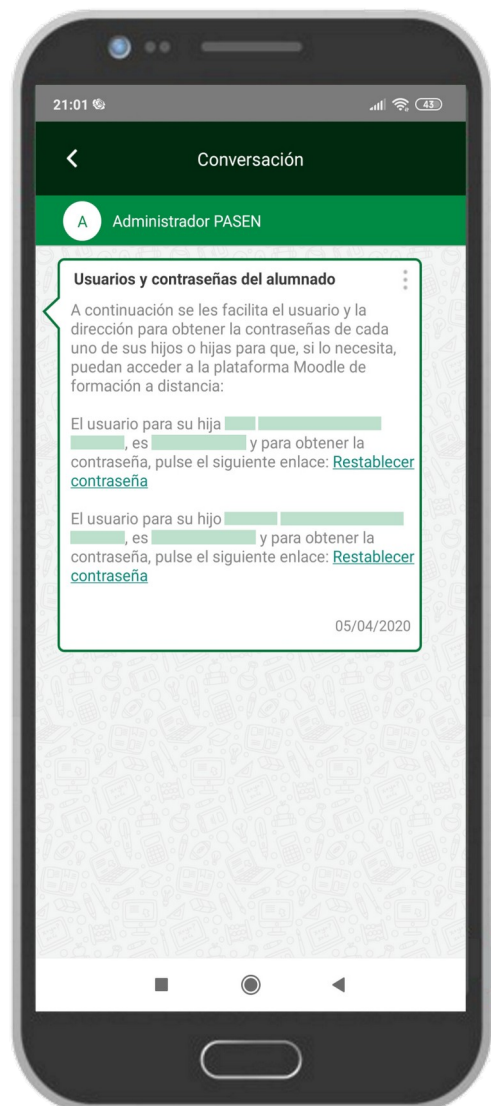 21:01
43
Conversación
A Administrador PASEN
Usuarios y contraseñas del alumnado
A continuación se les facilita el usuario y la
dirección para obtener la contraseñas de cada
uno de sus hijos o hijas para que, si lo necesita,
puedan acceder a la plataforma Moodle de
formación a distancia:
El usuario para su hija
, es y para obtener la
contraseña, pulse el siguiente enlace: Restablecer
contraseña
El usuario para su hijo
, es y para obtener la
contraseña, pulse el siguiente enlace: Restablecer
contraseña
05/04/2020